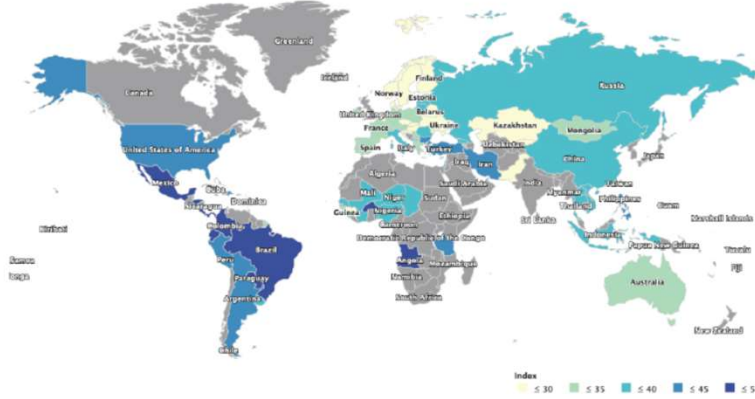 Greenland
Iceland
Finland
Norway
Russia
Canada
Estonia
United Kingdom
Belarus
Ukraine
Kazakhstan
France
Mongolia
United States of America
Spain
Italy
Turkey
Uzbekistan
China
Japan
Iraq
Iran
Algeria
Mexico
Cuba
Mali
Niger
Saudi Arabia
India
Myanmar
Taiwan
Dominica
Sudan
Nicaragua
Guinea
Nigeria
Thailand
Philippines
Guam
Ethiopia
Marshall Islands
Colombia
Cameroon
Sri Lanka
Kiribati
Democratic Republic of the Congo
Indonesia
Papua New Guinea
Brazil
Tuvalu
Peru
Angola
Samoa
Mozambique
Fiji
Paraguay
Namibia
Australia
Argentina
South Africa
New Zealand
Chile
Index
≤ 30 ≤ 35 ≤ 40 ≤ 45 ≤ 5